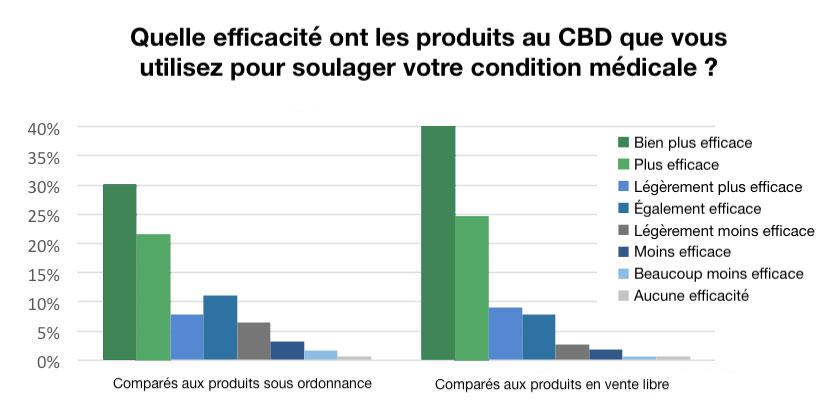 Quelle efficacité ont les produits au CBD que vous
utilisez pour soulager votre condition médicale ?
40%
35%
30%
25%
20%
15%
10%
5%
0%
Bien plus efficace
Plus efficace
Légèrement plus efficace
Également efficace
Légèrement moins efficace
Moins efficace
Beaucoup moins efficace
Aucune efficacité
Comparés aux produits sous ordonnance
Comparés aux produits en vente libre